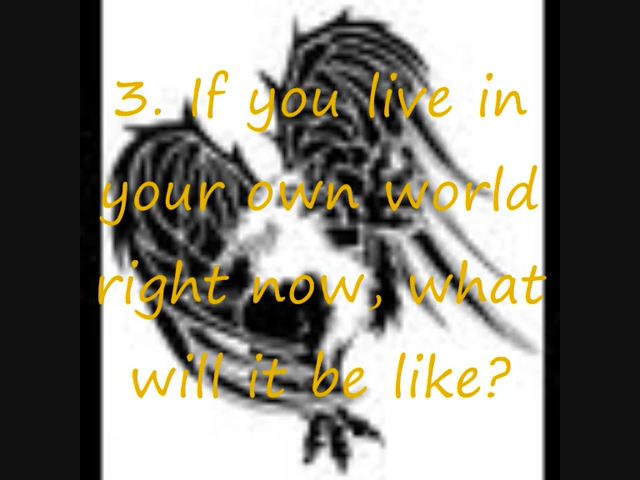 3. If you live in
your own world
right now, what
will it be like?